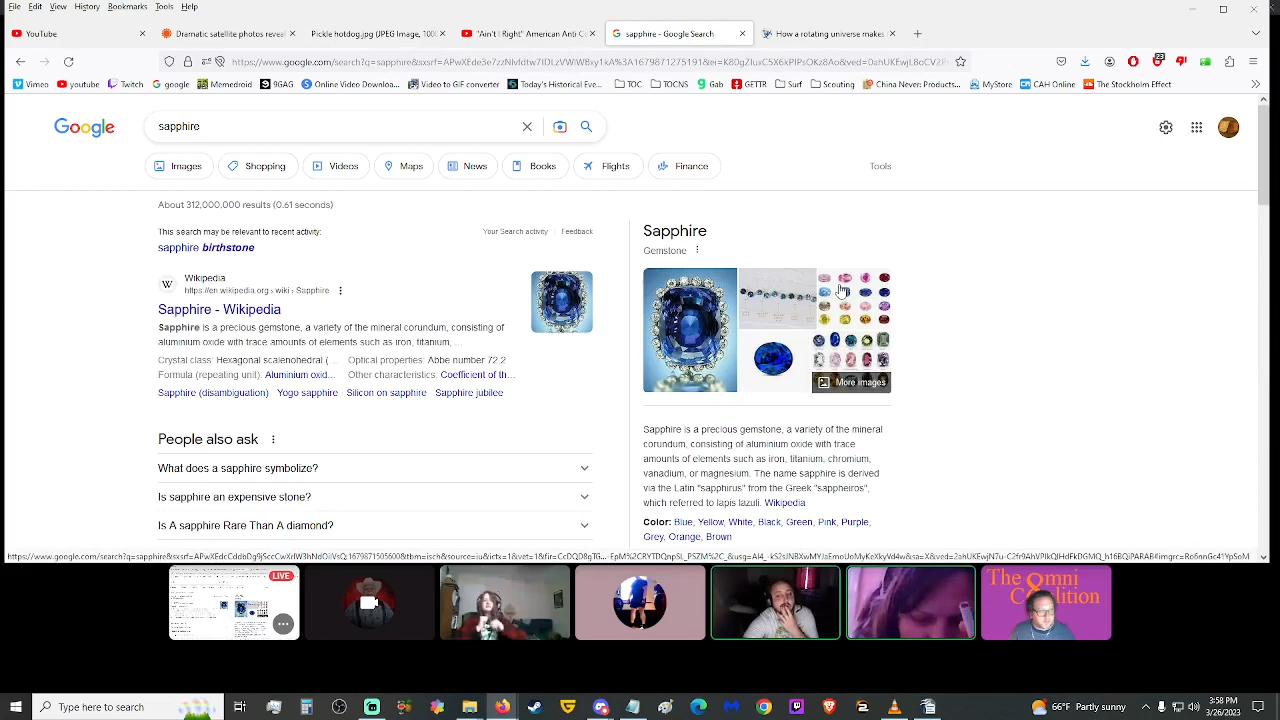 File Edit View History Bookmarks Tools Help
YouTube
Dramatic satellite photos reveal
Pickle hotdog.jpg (JPEG Image, 100
"Ain't I Right" American Anti Co
sapphire - Google Search
How a rotating universe makes
Vimeo youtube Twitch google Memedroid 9GAG Online Video Download... Video to GIF converter Today's Historical Eve... TOC TOCNS Gab GETTR Surf Scouting China Never: Product... MyStore CAH Online The Stockholm Effect
Google
sapphire
Images Shopping Videos Maps News Books Flights Finance Tools
About 312,000,000 results (0.61 seconds)
This search may be relevant to recent activity: Your Search activity Feedback
sapphire birthstone
Wikipedia
https://en.wikipedia.org › wiki › Sapphire
Sapphire - Wikipedia
Sapphire is a precious gemstone, a variety of the mineral corundum, consisting of
aluminum oxide with trace amounts of elements such as iron, titanium, ...
Crystal class: Hexagonal scalenohedral (... Optical properties: Abbe number 72.2
Formula (repeating unit): Aluminium oxid... Other characteristics: Coefficient of th...
Sapphire (disambiguation) Yogo sapphire Silicon on sapphire Sapphire jubilee
People also ask
What does a sapphire symbolize?
Is sapphire an expensive stone?
Is A sapphire Rare Than A diamond?
Sapphire
Gemstone
More images
Sapphire is a precious gemstone, a variety of the mineral
corundum, consisting of aluminium oxide with trace
amounts of elements such as iron, titanium, chromium,
vanadium, or magnesium. The name sapphire is derived
via the Latin "sapphirus" from the Greek "sappheiros",
which referred to lapis lazuli. Wikipedia
Color: Blue, Yellow, White, Black, Green, Pink, Purple,
Grey, Orange, Brown
LIVE
The Omni
Coalition
Type here to search
66°F Partly sunny
3:58 PM
3/26/2023